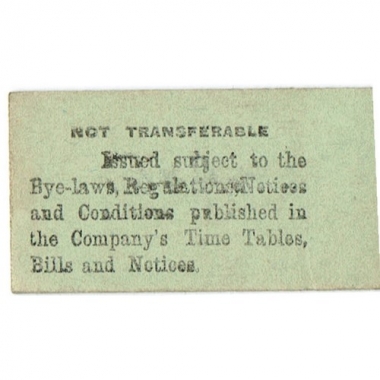 NOT TRANSFERABLE
Issued subject to the
Bye-laws, Regulations, Notices
and Conditions published in
the Company's Time Tables,
Bills and Notices.